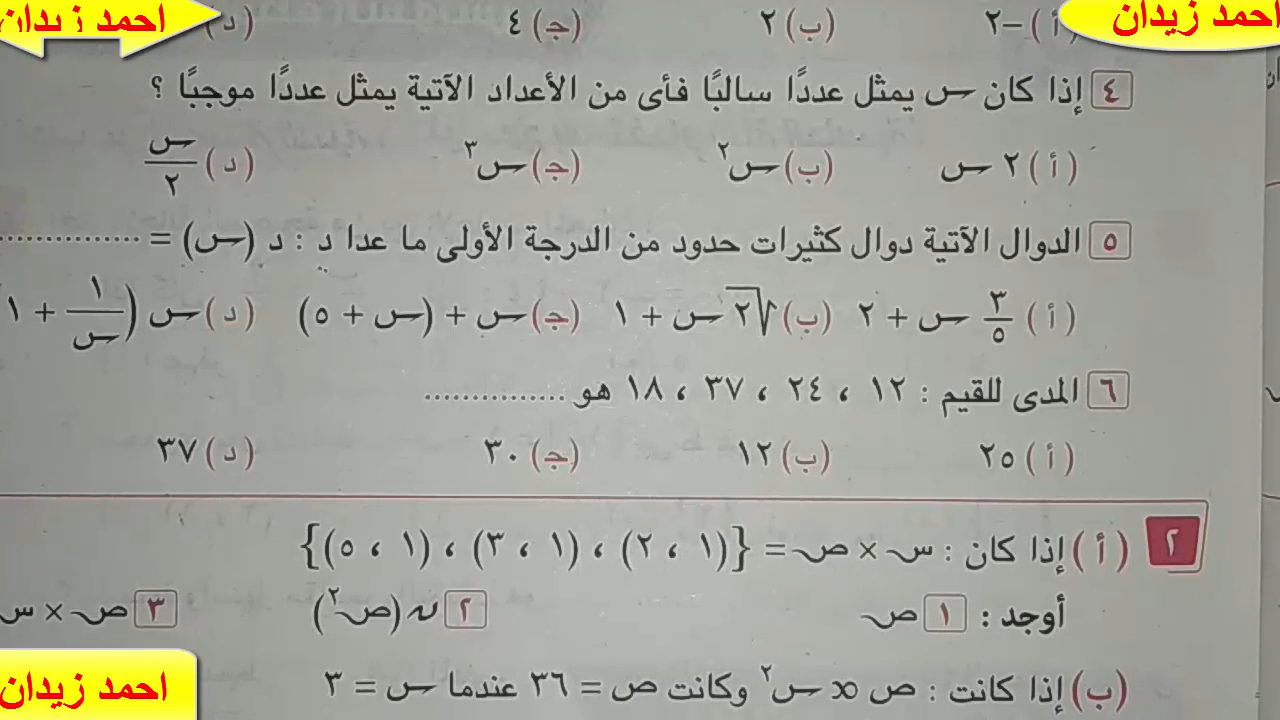 احمد زيدان
احمد زيدان
(أ) -٢ (ب) ٢ (جـ) ٤ (د)
٤ إذا كان س يمثل عددًا سالبًا فأى من الأعداد الآتية يمثل عددًا موجبًا ؟
(أ) ٢ س (ب) س٢ (جـ) س٣ (د) س/٢
٥ الدوال الآتية دوال كثيرات حدود من الدرجة الأولى ما عدا د : د (س) = ...............
(أ) ٣/٥ س + ٢ (ب) √٢ س + ١ (جـ) س + (س + ٥) (د) س (١/س + ١
٦ المدى للقيم : ١٢ ، ٢٤ ، ٣٧ ، ١٨ هو ...............
(أ) ٢٥ (ب) ١٢ (جـ) ٣٠ (د) ٣٧
٢ (أ) إذا كان : س × ص = {(١ ، ٢) ، (١ ، ٣) ، (١ ، ٥)}
أوجد : ١ ص ٢ ن (ص٢) ٣ ص × س
(ب) إذا كانت : ص ∝ س٢ وكانت ص = ٣٦ عندما س = ٣
احمد زيدان